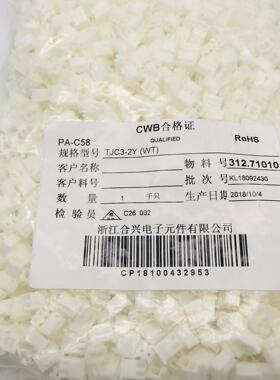 CWB合格证
PA-C58 QUALIFIED RoHS
规格型号 TJC3-2Y (WT)
客户名称 物料号 312.71010
客户料号 批次 KL18092430
数量 1 千只 生产日期 2018/10/4
检验员 C26 032
浙江合兴电子元件有限公司
CP18100432953